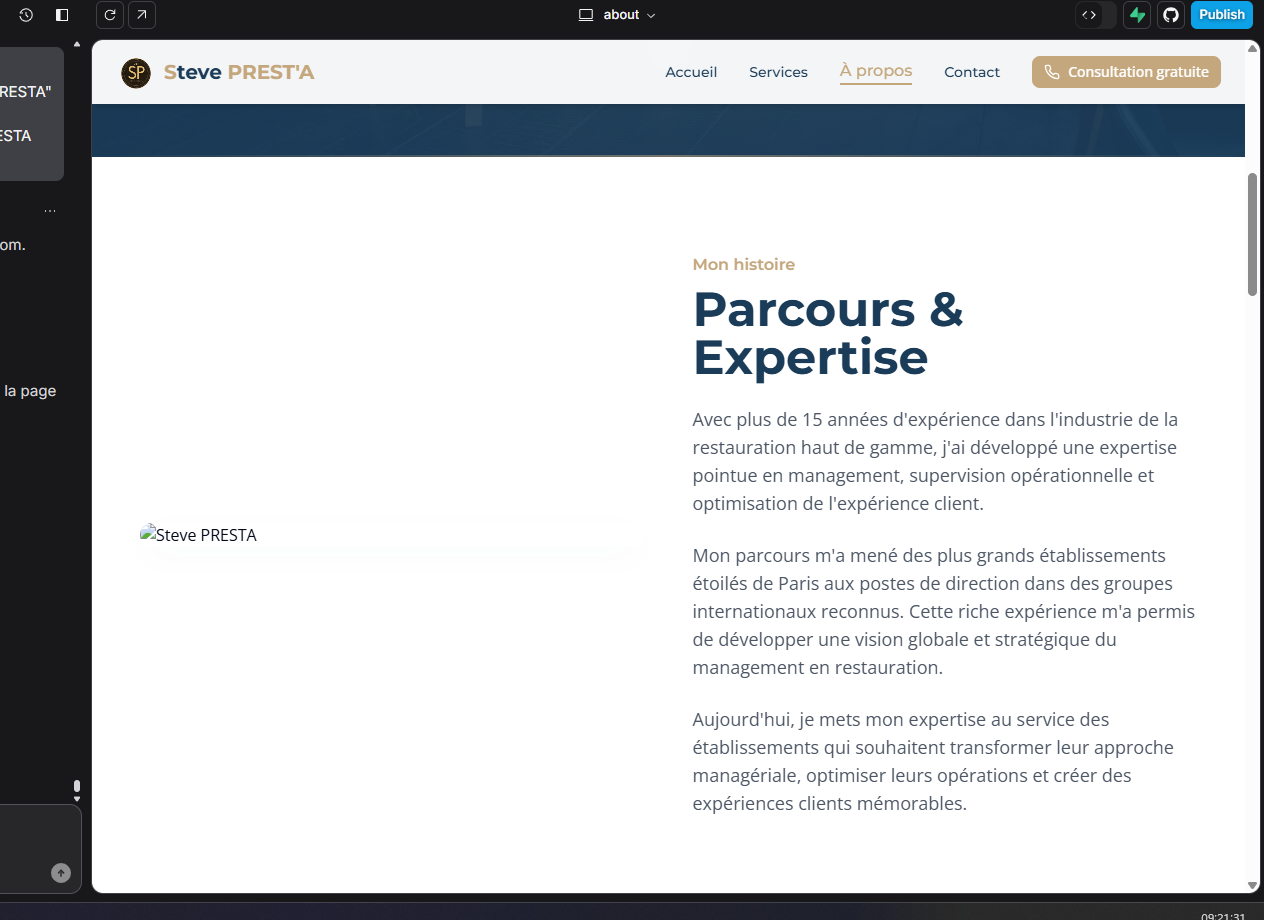 about
Publish
RESTA"
ESTA
...
om.
la page
SP
Steve PREST'A
Accueil
Services
À propos
Contact
Consultation gratuite
Mon histoire
Parcours &
Expertise
Avec plus de 15 années d'expérience dans l'industrie de la
restauration haut de gamme, j'ai développé une expertise
pointue en management, supervision opérationnelle et
optimisation de l'expérience client.
Mon parcours m'a mené des plus grands établissements
étoilés de Paris aux postes de direction dans des groupes
internationaux reconnus. Cette riche expérience m'a permis
de développer une vision globale et stratégique du
management en restauration.
Aujourd'hui, je mets mon expertise au service des
établissements qui souhaitent transformer leur approche
managériale, optimiser leurs opérations et créer des
expériences clients mémorables.
Steve PRESTA
09:21:31